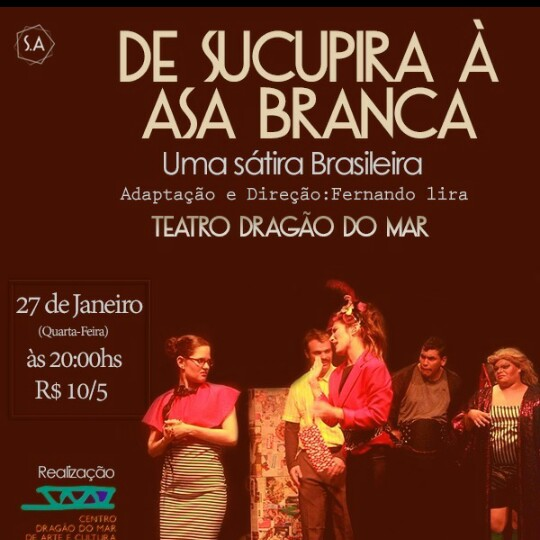 S.A
DE SUCUPIRA À
ASA BRANCA
Uma sátira Brasileira
Adaptação e Direção:Fernando lira
TEATRO DRAGÃO DO MAR
27 de Janeiro
(Quarta-Feira)
às 20:00hs
R$ 10/5
Realização
CENTRO
DRAGÃO DO MAR
DE ARTE E CULTURA